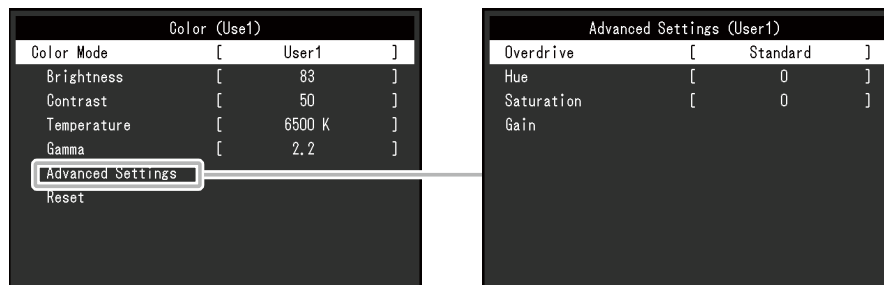 Color (Use1)
Color Mode [ User1 ]
Brightness [ 83 ]
Contrast [ 50 ]
Temperature [ 6500 K ]
Gamma [ 2.2 ]
Advanced Settings
Reset
Advanced Settings (User1)
Overdrive [ Standard ]
Hue [ 0 ]
Saturation [ 0 ]
Gain